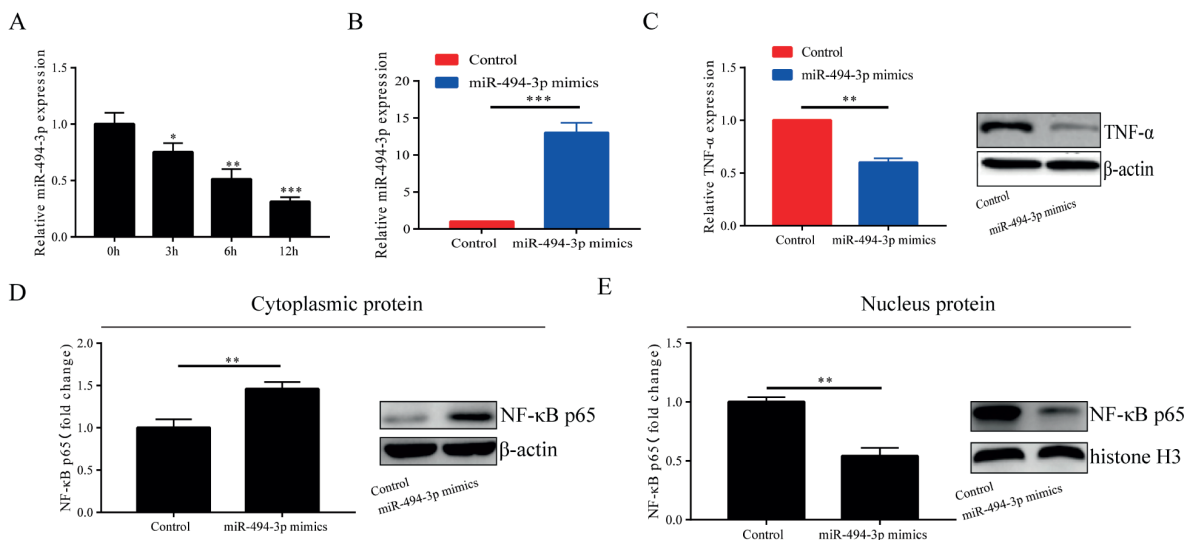 A
Relative miR-494-3p expression
1.5
1.0
0.5
0.0
*
**
***
0h
3h
6h
12h
B
Control
miR-494-3p mimics
Relative miR-494-3p expression
20
15
10
5
0
***
Control
miR-494-3p mimics
C
Control
miR-494-3p mimics
Relative TNF-α expression
1.5
1.0
0.5
0.0
**
Control
miR-494-3p mimics
TNF-α
β-actin
Control
miR-494-3p mimics
D
Cytoplasmic protein
NF-κB p65 (fold change)
2.0
1.5
1.0
0.5
0.0
**
Control
miR-494-3p mimics
NF-κB p65
β-actin
Control
miR-494-3p mimics
E
Nucleus protein
NF-κB p65 (fold change)
1.5
1.0
0.5
0.0
**
Control
miR-494-3p mimics
NF-κB p65
histone H3
Control
miR-494-3p mimics